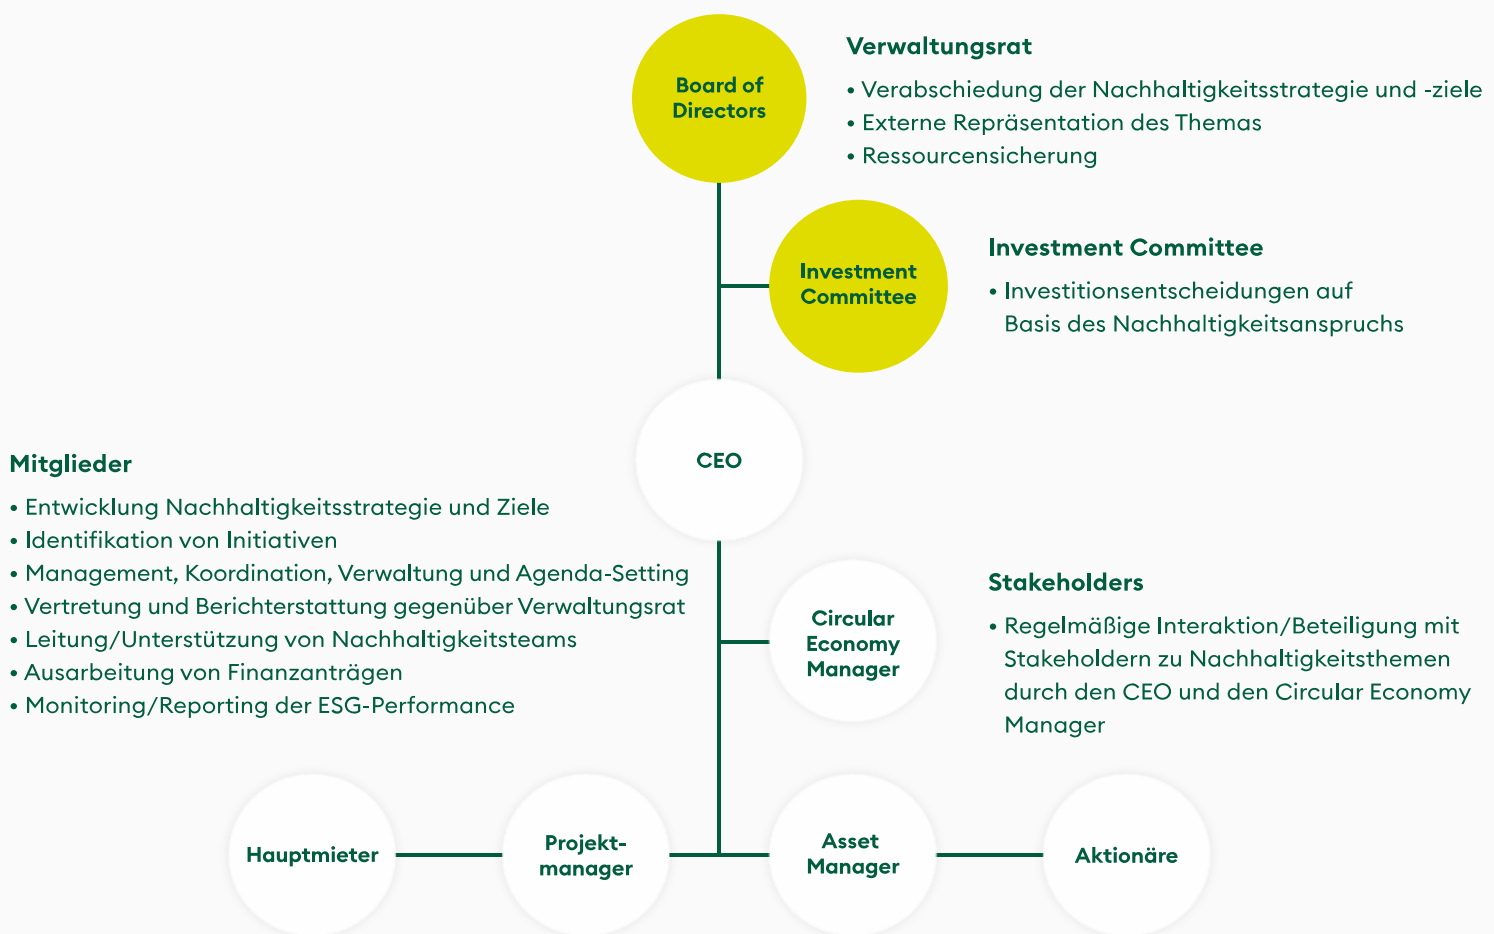 Board of
Directors
Verwaltungsrat
• Verabschiedung der Nachhaltigkeitsstrategie und -ziele
• Externe Repräsentation des Themas
• Ressourcensicherung
Investment
Committee
Investment Committee
• Investitionsentscheidungen auf
Basis des Nachhaltigkeitsanspruchs
CEO
Mitglieder
• Entwicklung Nachhaltigkeitsstrategie und Ziele
• Identifikation von Initiativen
• Management, Koordination, Verwaltung und Agenda-Setting
• Vertretung und Berichterstattung gegenüber Verwaltungsrat
• Leitung/Unterstützung von Nachhaltigkeitsteams
• Ausarbeitung von Finanzanträgen
• Monitoring/Reporting der ESG-Performance
Circular
Economy
Manager
Stakeholders
• Regelmäßige Interaktion/Beteiligung mit
Stakeholdern zu Nachhaltigkeitsthemen
durch den CEO und den Circular Economy
Manager
Hauptmieter
Projekt-
manager
Asset
Manager
Aktionäre